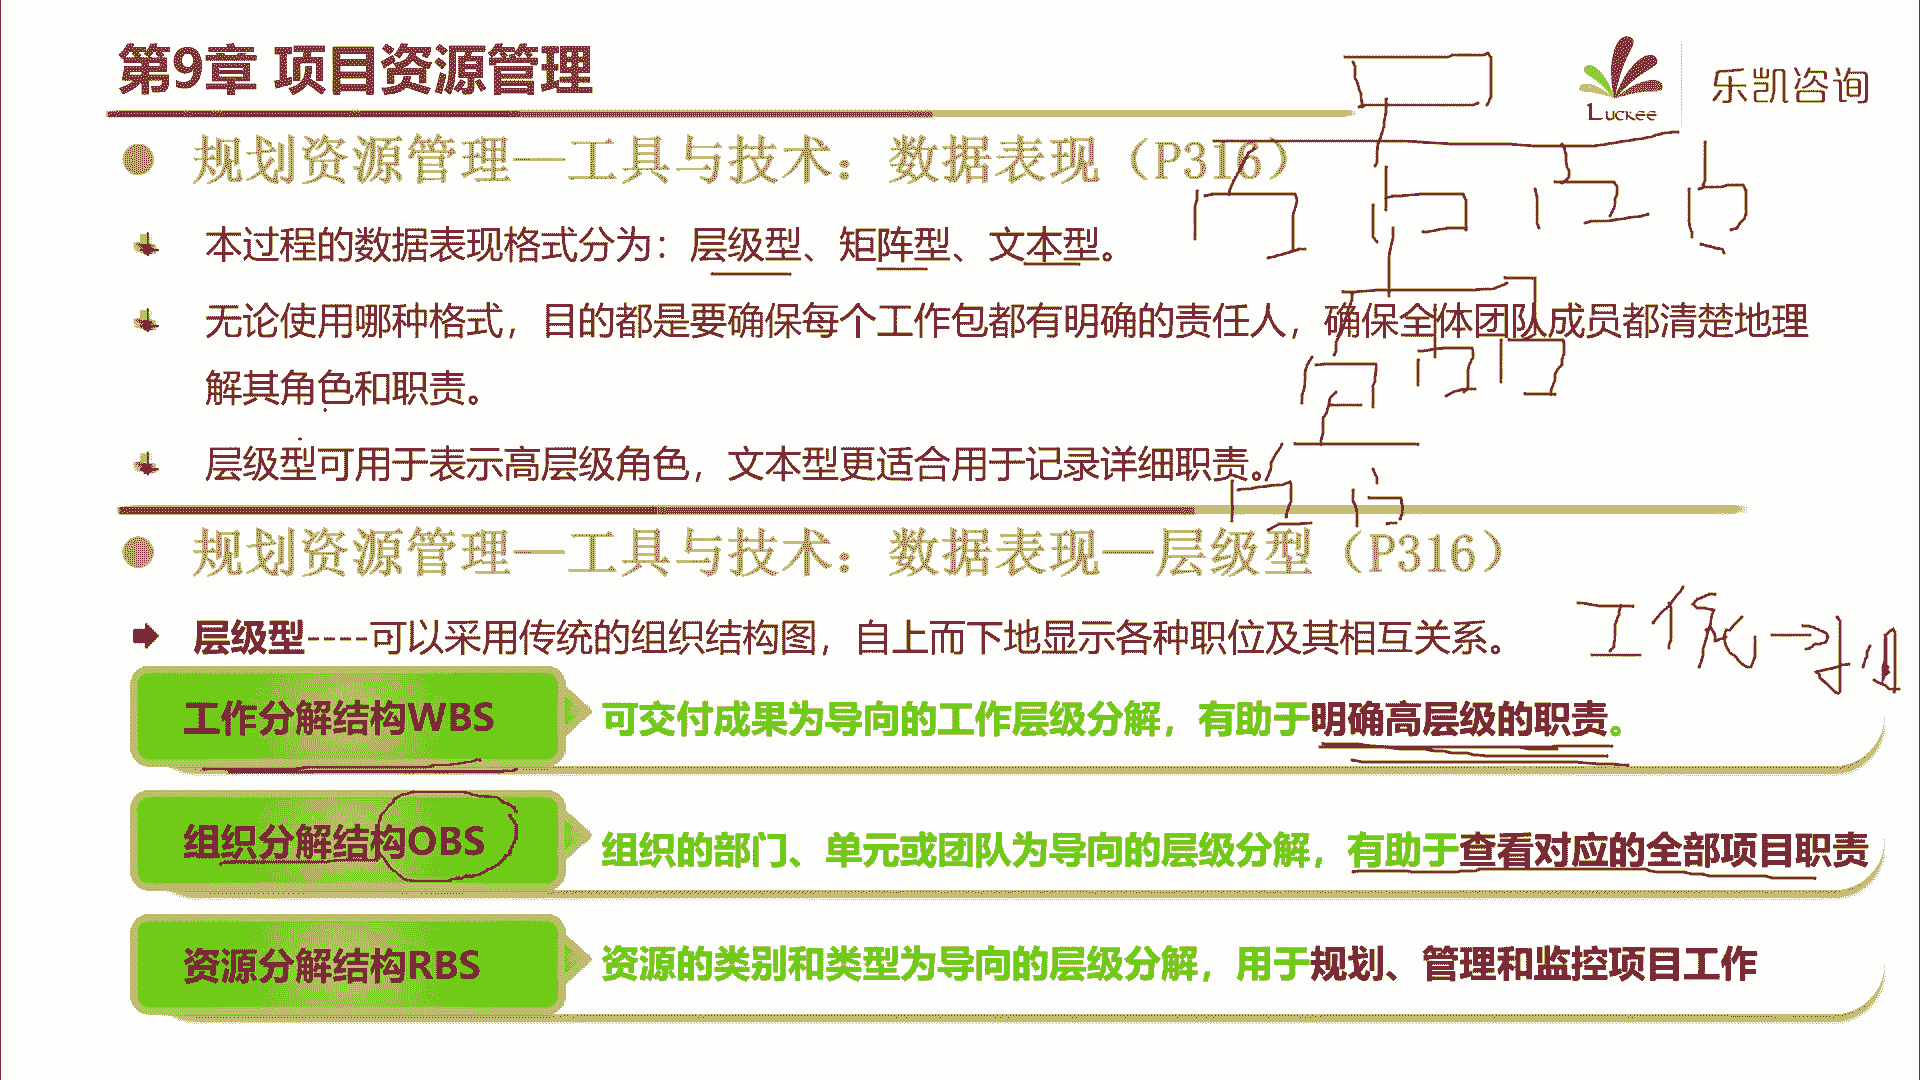 第9章 项目资源管理
Luckee
乐凯咨询
规划资源管理—工具与技术：数据表现（P316）
本过程的数据表现格式分为：层级型、矩阵型、文本型。
无论使用哪种格式，目的都是要确保每个工作包都有明确的责任人，确保全体团队成员都清楚地理
解其角色和职责。
层级型可用于表示高层级角色，文本型更适合用于记录详细职责。
规划资源管理—工具与技术：数据表现—层级型（P316）
层级型----可以采用传统的组织结构图，自上而下地显示各种职位及其相互关系。
工作分解结构WBS
可交付成果为导向的工作层级分解，有助于明确高层级的职责。
组织分解结构OBS
组织的部门、单元或团队为导向的层级分解，有助于查看对应的全部项目职责
资源分解结构RBS
资源的类别和类型为导向的层级分解，用于规划、管理和监控项目工作